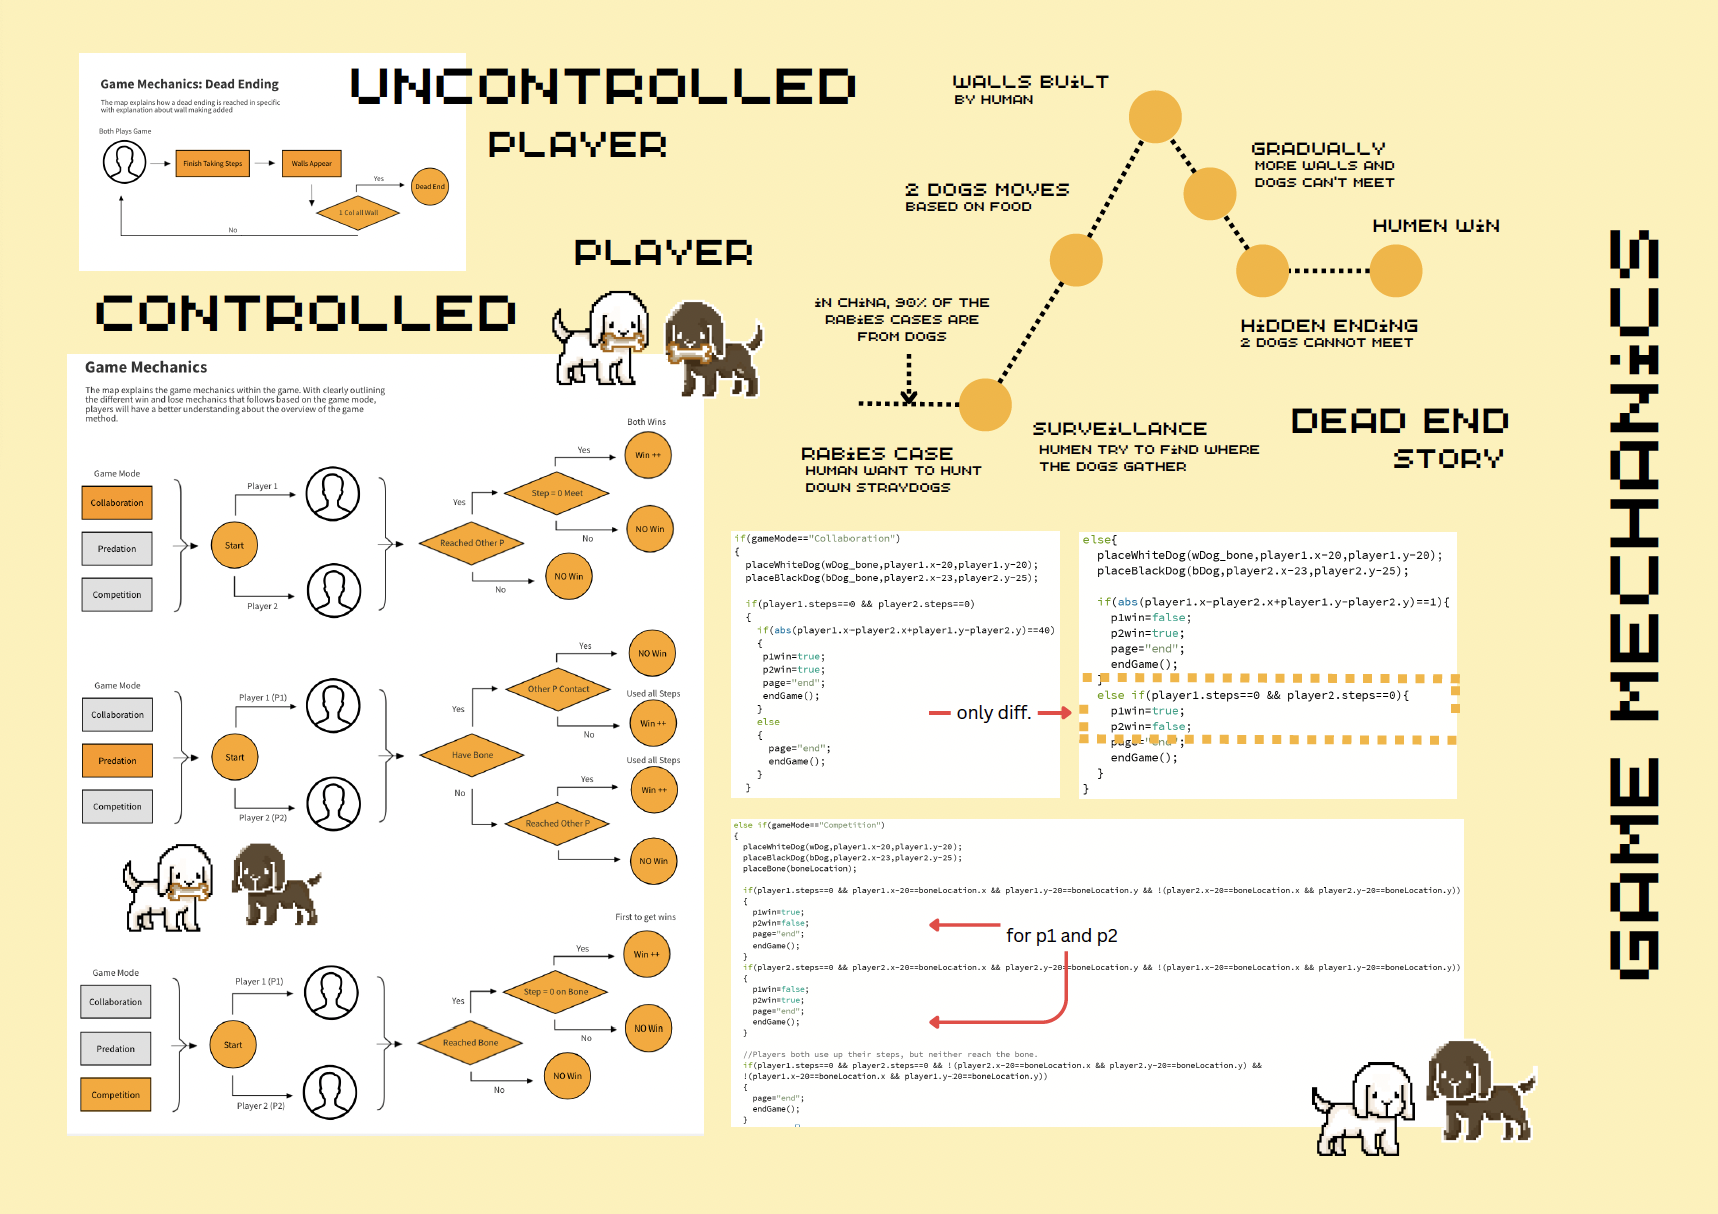 Game Mechanics: Dead Ending
The map explains how a dead ending is reached in specific
with explanation about wall making added
Both Plays Game
Finish Taking Steps
Walls Appear
1 Col all Wall
Yes
Dead End
No
UNCONTROLLED
PLAYER
PLAYER
CONTROLLED
Game Mechanics
The map explains the game mechanics within the game. With clearly outlining
the different win and lose mechanics that follows based on the game mode,
players will have a better understanding about the overview of the game
method.
Game Mode
Collaboration
Predation
Competition
Start
Player 1
Player 2
Reached Other P
Yes
No
Step = 0 Meet
Yes
No
Both Wins
Win ++
NO Win
NO Win
Game Mode
Collaboration
Predation
Competition
Start
Player 1 (P1)
Player 2 (P2)
Have Bone
Yes
No
Other P Contact
Yes
No
NO Win
Used all Steps
Win ++
Reached Other P
Yes
Used all Steps
Win ++
No
NO Win
Game Mode
Collaboration
Predation
Competition
Start
Player 1 (P1)
Player 2 (P2)
Reached Bone
Yes
No
Step = 0 on Bone
Yes
No
First to get wins
Win ++
NO Win
NO Win
WALLS BUILT
BY HUMAN
GRADUALLY
MORE WALLS AND
DOGS CAN'T MEET
2 DOGS MOVES
BASED ON FOOD
HUMEN WIN
IN CHINA, 90% OF THE
RABIES CASES ARE
FROM DOGS
HIDDEN ENDING
2 DOGS CANNOT MEET
RABIES CASE
HUMAN WANT TO HUNT
DOWN STRAYDOGS
SURVEILLANCE
HUMEN TRY TO FIND WHERE
THE DOGS GATHER
DEAD END
STORY
GAME MECHANICS
if(gameMode=="Collaboration")
{
placeWhiteDog(wDog_bone,player1.x-20,player1.y-20);
placeBlackDog(bDog_bone,player2.x-23,player2.y-25);
if(player1.steps==0 && player2.steps==0)
{
if(abs(player1.x-player2.x+player1.y-player2.y)==40)
{
p1win=true;
p2win=true;
page="end";
endGame();
}
else
{
page="end";
endGame();
}
}
only diff.
else{
placeWhiteDog(wDog_bone,player1.x-20,player1.y-20);
placeBlackDog(bDog,player2.x-23,player2.y-25);
if(abs(player1.x-player2.x+player1.y-player2.y)==1){
p1win=false;
p2win=true;
page="end";
endGame();
}
else if(player1.steps==0 && player2.steps==0){
p1win=true;
p2win=false;
page="end";
endGame();
}
}
else if(gameMode=="Competition")
{
placeWhiteDog(wDog,player1.x-20,player1.y-20);
placeBlackDog(bDog,player2.x-23,player2.y-25);
placeBone(boneLocation);
if(player1.steps==0 && player1.x-20==boneLocation.x && player1.y-20==boneLocation.y && !(player2.x-20==boneLocation.x && player2.y-20==boneLocation.y))
{
p1win=true;
p2win=false;
page="end";
endGame();
}
if(player2.steps==0 && player2.x-20==boneLocation.x && player2.y-20==boneLocation.y && !(player1.x-20==boneLocation.x && player1.y-20==boneLocation.y))
{
p1win=false;
p2win=true;
page="end";
endGame();
}
for p1 and p2
//Players both use up their steps, but neither reach the bone.
if(player1.steps==0 && player2.steps==0 && !(player2.x-20==boneLocation.x && player2.y-20==boneLocation.y) &&
!(player1.x-20==boneLocation.x && player1.y-20==boneLocation.y))
{
page="end";
endGame();
}